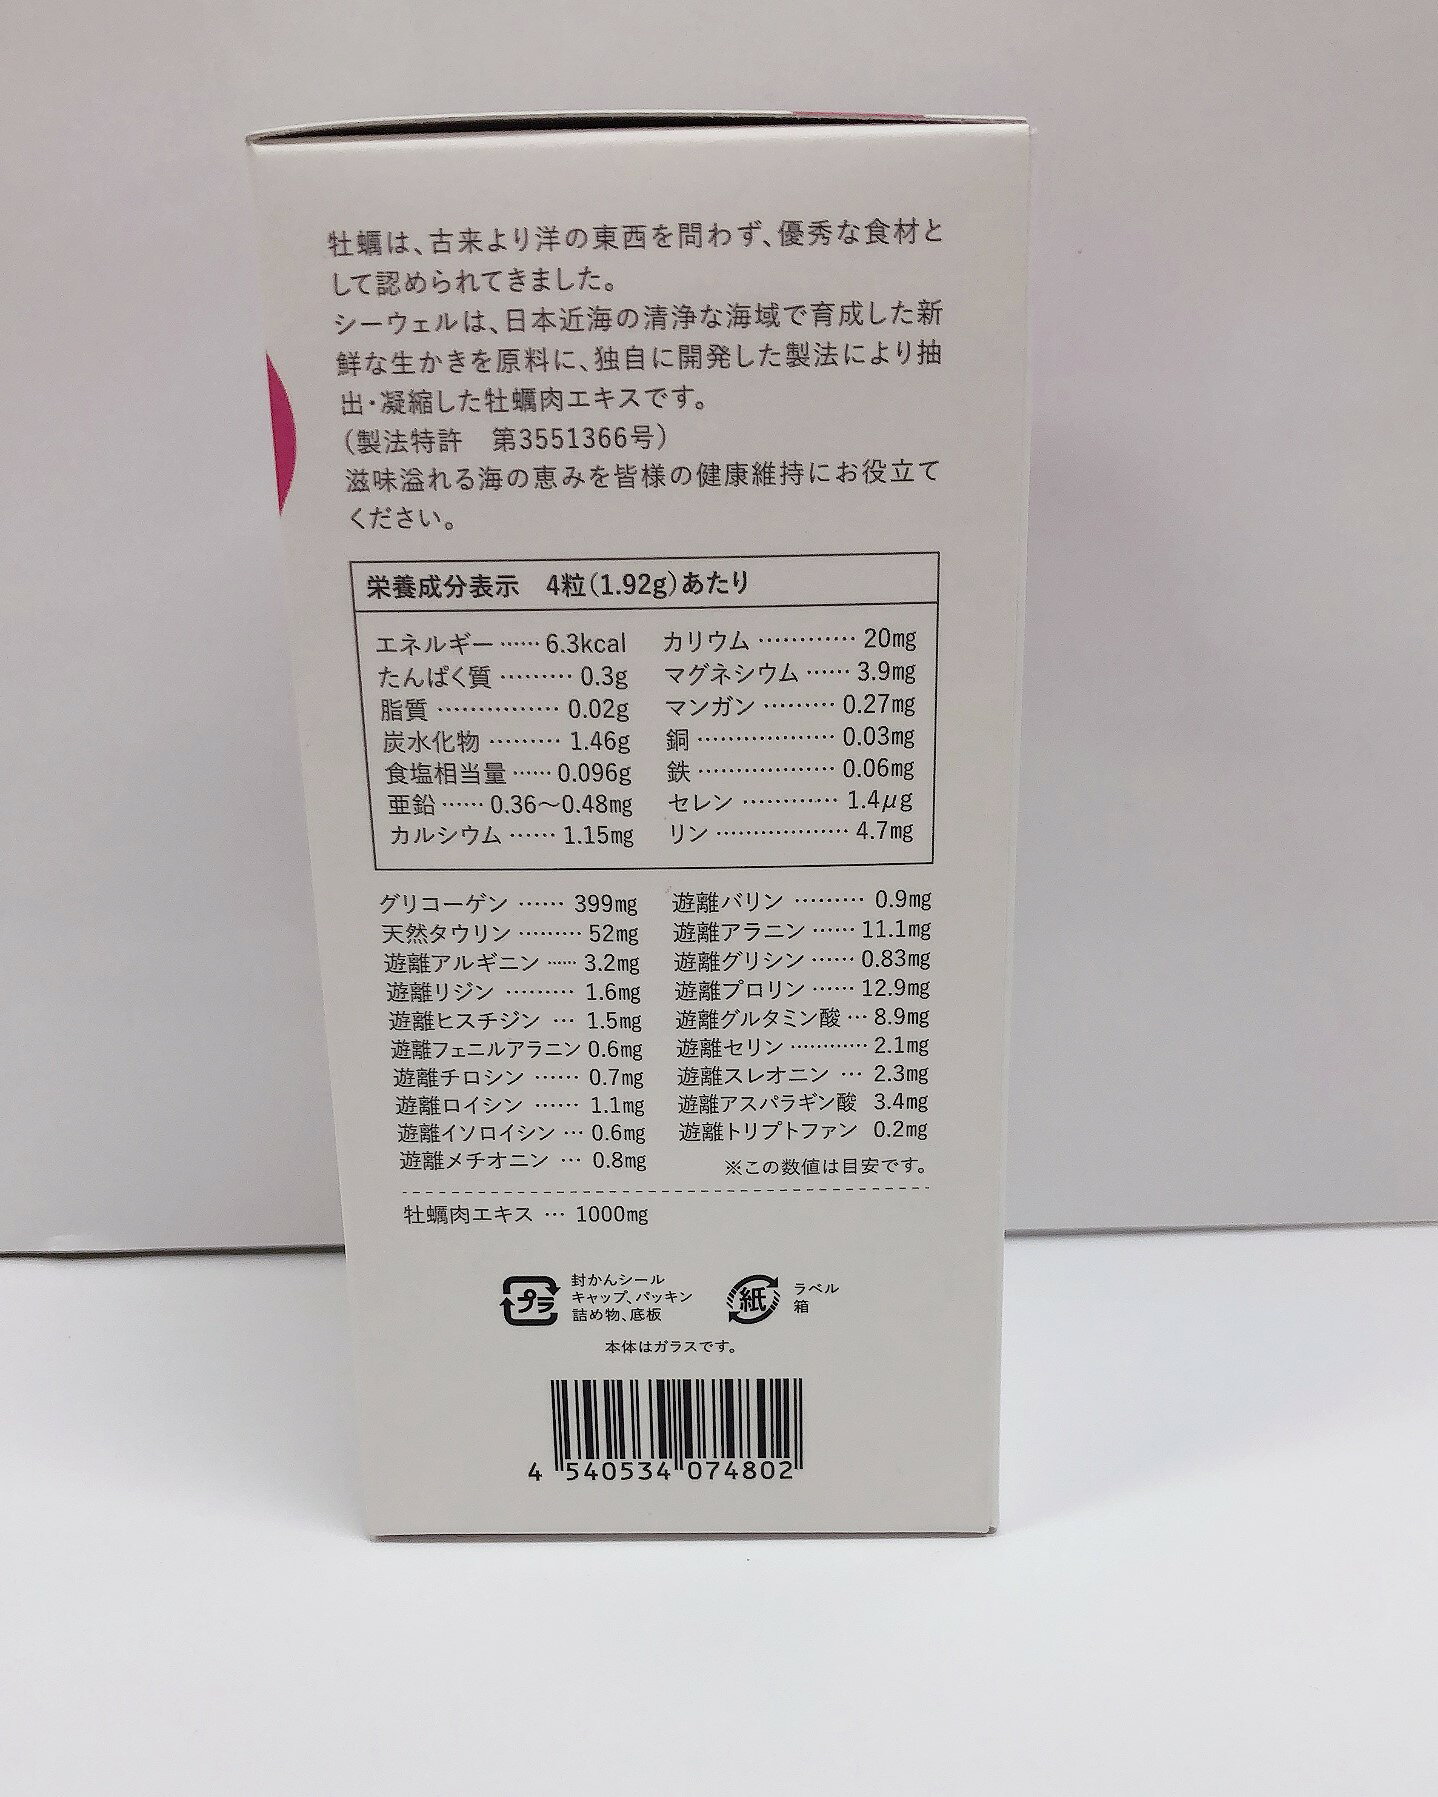 牡蠣は、古来より洋の東西を問わず、優秀な食材と
して認められてきました。
シーウェルは、日本近海の清浄な海域で育成した新
鮮な生かきを原料に、独自に開発した製法により抽
出・凝縮した牡蠣肉エキスです。
（製法特許　第3551366号）
滋味溢れる海の恵みを皆様の健康維持にお役立て
ください。
栄養成分表示　4粒（1.92g）あたり
エネルギー……6.3kcal
たんぱく質………0.3g
脂質……………0.02g
炭水化物………1.46g
食塩相当量……0.096g
亜鉛……0.36～0.48mg
カルシウム……1.15mg
カリウム…………20mg
マグネシウム……3.9mg
マンガン………0.27mg
銅………………0.03mg
鉄………………0.06mg
セレン…………1.4μg
リン………………4.7mg
グリコーゲン……399mg
天然タウリン………52mg
遊離アルギニン……3.2mg
遊離リジン………1.6mg
遊離ヒスチジン…1.5mg
遊離フェニルアラニン 0.6mg
遊離チロシン……0.7mg
遊離ロイシン……1.1mg
遊離イソロイシン…0.6mg
遊離メチオニン…0.8mg
遊離バリン………0.9mg
遊離アラニン……11.1mg
遊離グリシン……0.83mg
遊離プロリン……12.9mg
遊離グルタミン酸…8.9mg
遊離セリン…………2.1mg
遊離スレオニン…2.3mg
遊離アスパラギン酸 3.4mg
遊離トリプトファン 0.2mg
※この数値は目安です。
牡蠣肉エキス…1000mg
プラ
封かんシール
キャップ、パッキン
詰め物、底板
紙
ラベル
箱
本体はガラスです。
4 540534 074802